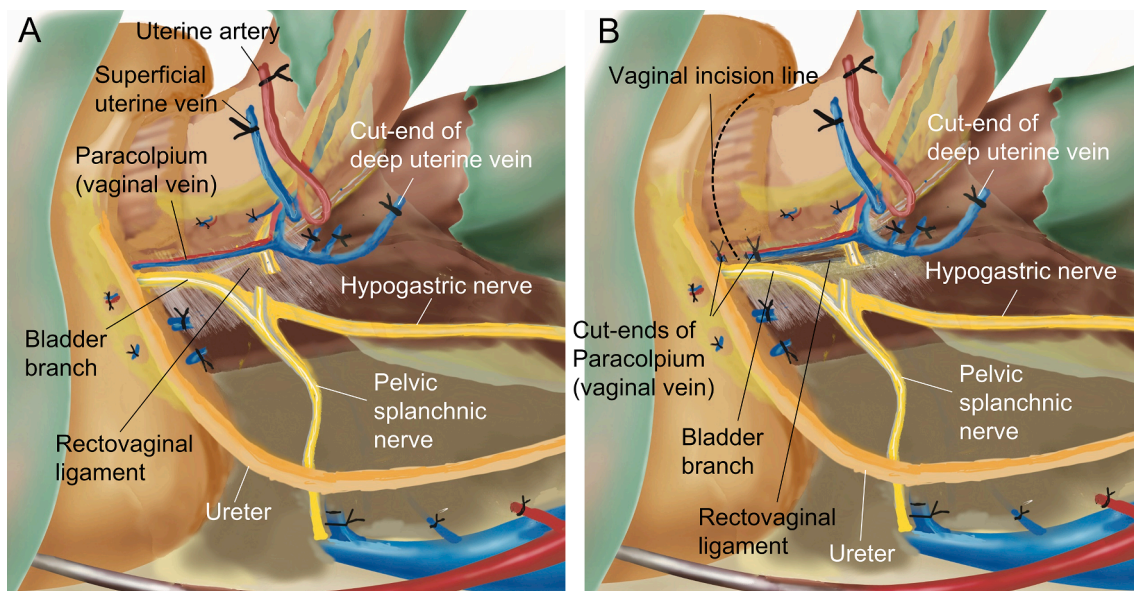 A
Uterine artery
Superficial
uterine vein
Cut-end of
deep uterine vein
Paracolpium
(vaginal vein)
Hypogastric nerve
Bladder
branch
Pelvic
splanchnic
nerve
Rectovaginal
ligament
Ureter
B
Vaginal incision line
Cut-end of
deep uterine vein
Hypogastric nerve
Cut-ends of
Paracolpium
(vaginal vein)
Pelvic
splanchnic
nerve
Bladder
branch
Rectovaginal
ligament
Ureter